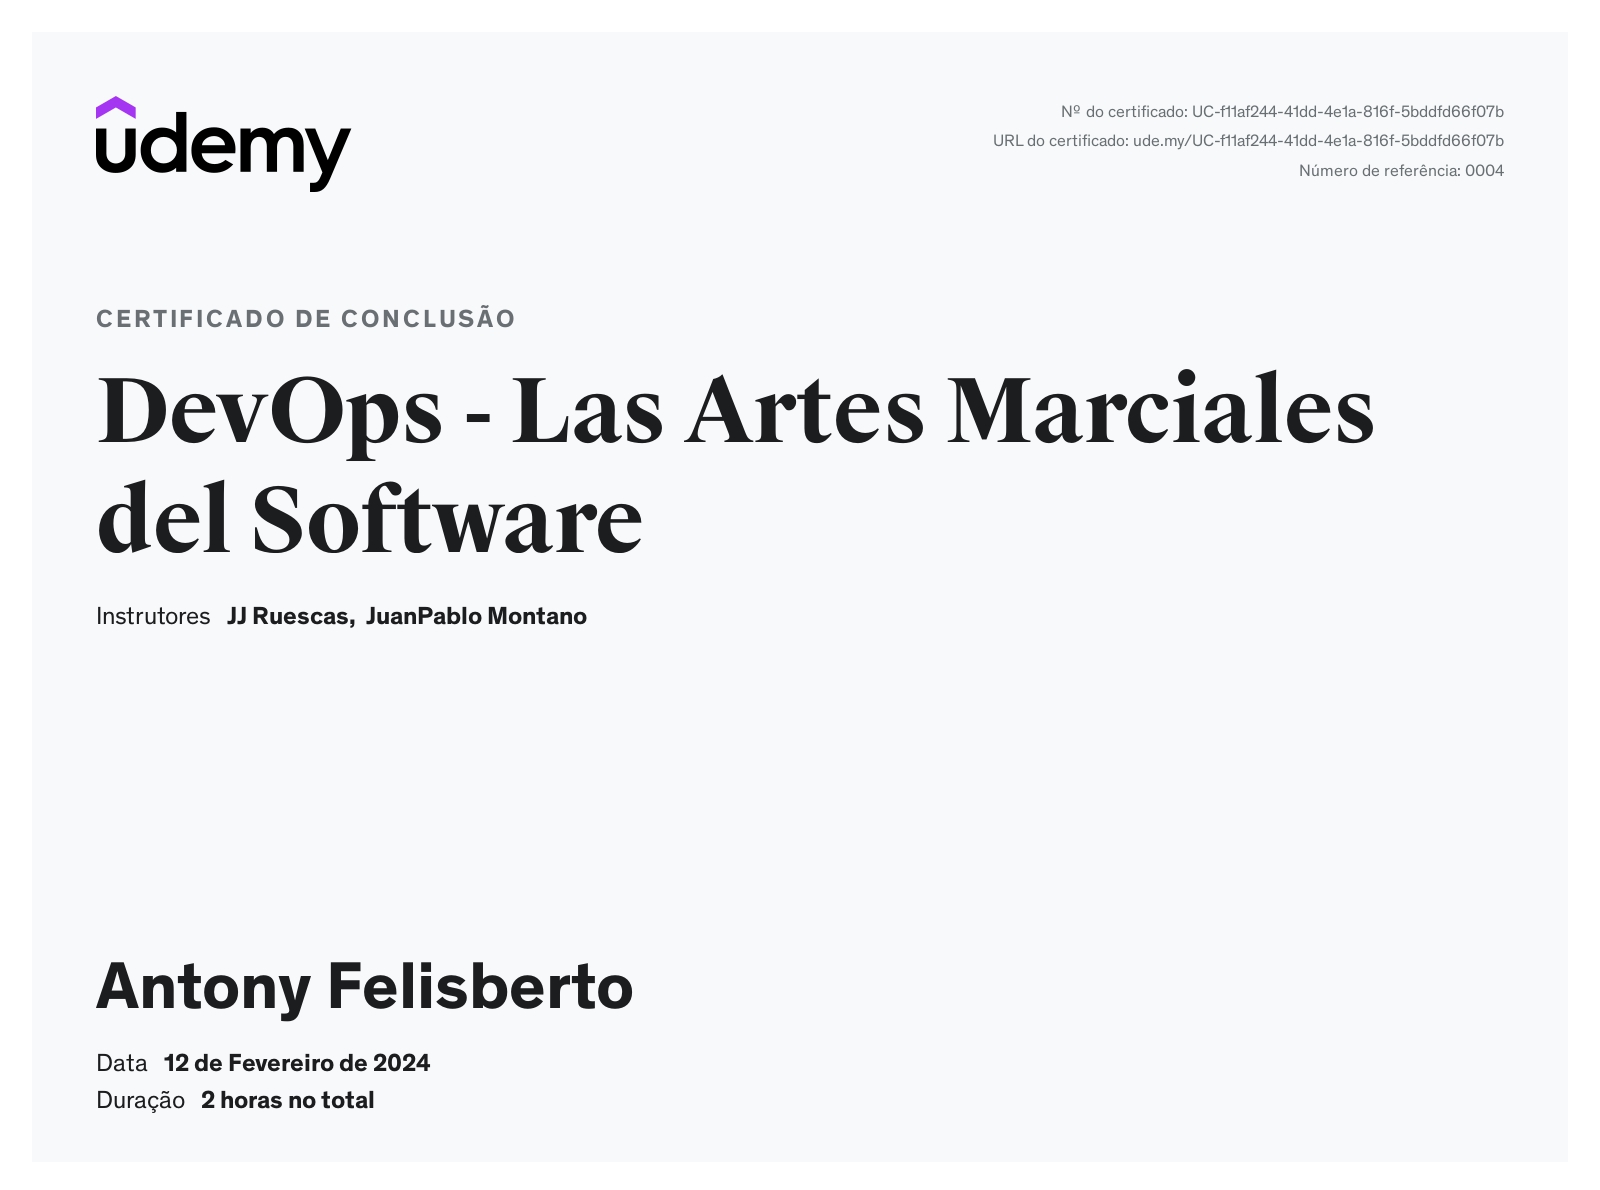 udemy
Nº do certificado: UC-f11af244-41dd-4e1a-816f-5bddfd66f07b
URL do certificado: ude.my/UC-f11af244-41dd-4e1a-816f-5bddfd66f07b
Número de referência: 0004
CERTIFICADO DE CONCLUSÃO
DevOps - Las Artes Marciales
del Software
Instrutores JJ Ruescas, JuanPablo Montano
Antony Felisberto
Data 12 de Fevereiro de 2024
Duração 2 horas no total